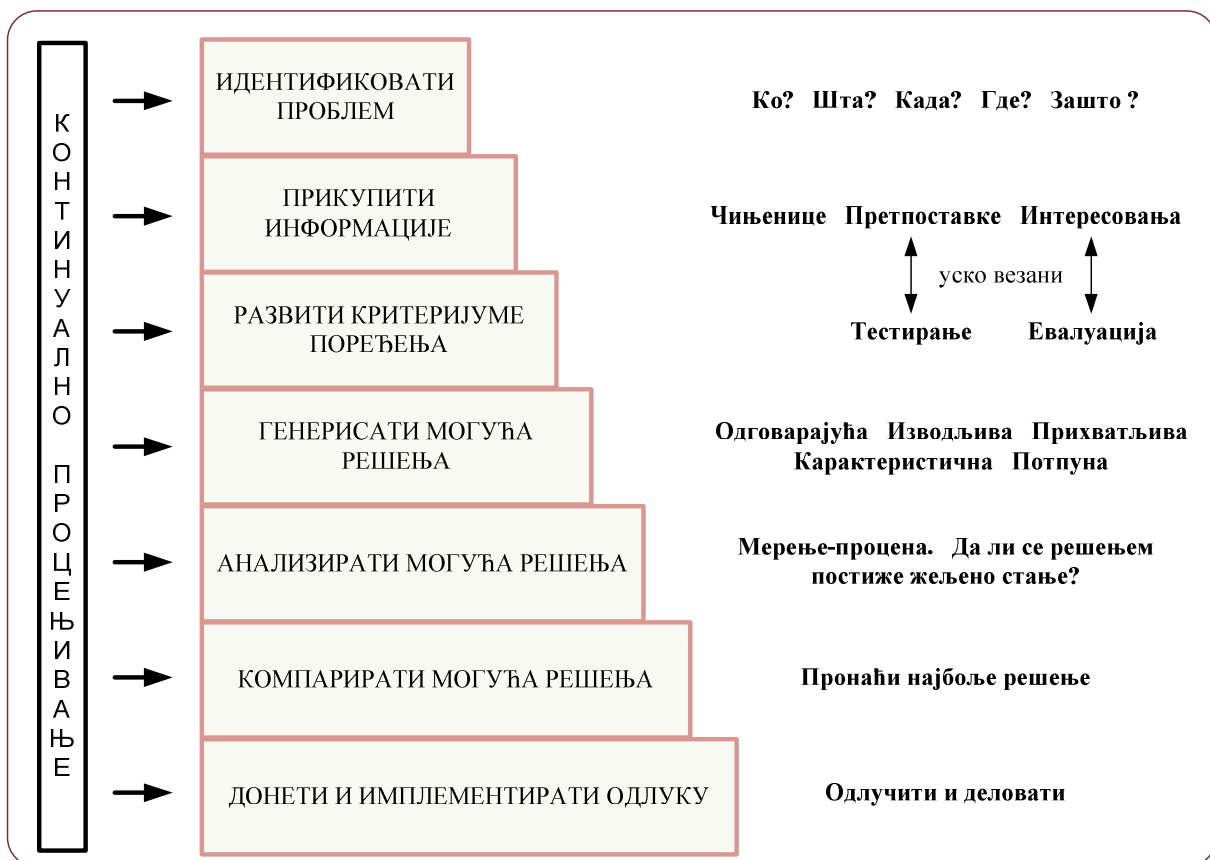 КОНТИНУАЛНО ПРОЦЕЊИВАЊЕ
ИДЕНТИФИКОВАТИ
ПРОБЛЕМ
Ко? Шта? Када? Где? Зашто ?
ПРИКУПИТИ
ИНФОРМАЦИЈЕ
Чињенице Претпоставке Интересовања
уско везани
РАЗВИТИ КРИТЕРИЈУМЕ
ПОРЕЂЕЊА
Тестирање Евалуација
ГЕНЕРИСАТИ МОГУЋА
РЕШЕЊА
Одговарајућа Изводљива Прихватљива
Карактеристична Потпуна
АНАЛИЗИРАТИ МОГУЋА РЕШЕЊА
Мерење-процена. Да ли се решењем
постиже жељено стање?
КОМПАРИРАТИ МОГУЋА РЕШЕЊА
Пронаћи најбоље решење
ДОНЕТИ И ИМПЛЕМЕНТИРАТИ ОДЛУКУ
Одлучити и деловати